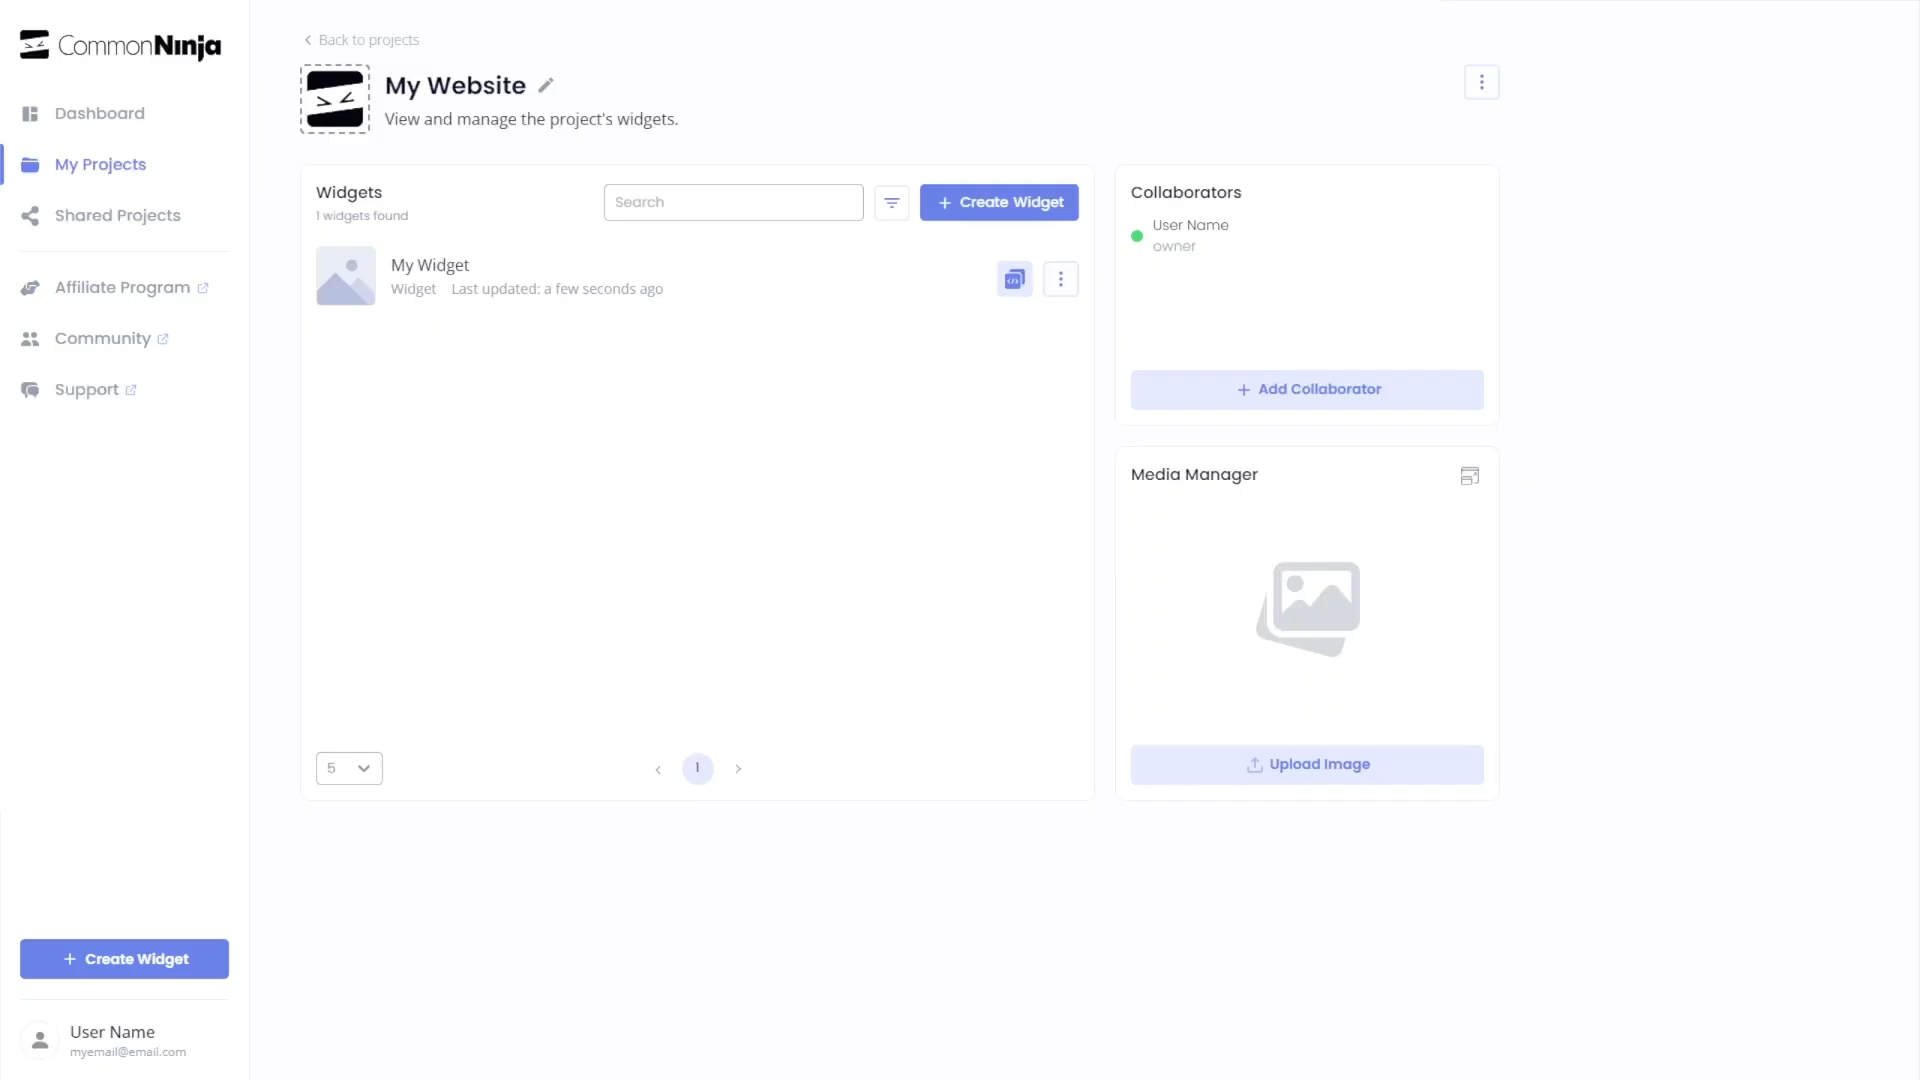 CommonNinja
Dashboard
My Projects
Shared Projects
Affiliate Program
Community
Support
Create Widget
User Name
myemail@email.com
Back to projects
My Website
View and manage the project's widgets.
Widgets
1 widgets found
Search
Create Widget
My Widget
Widget Last updated: a few seconds ago
5
1
Collaborators
User Name
owner
Add Collaborator
Media Manager
Upload Image